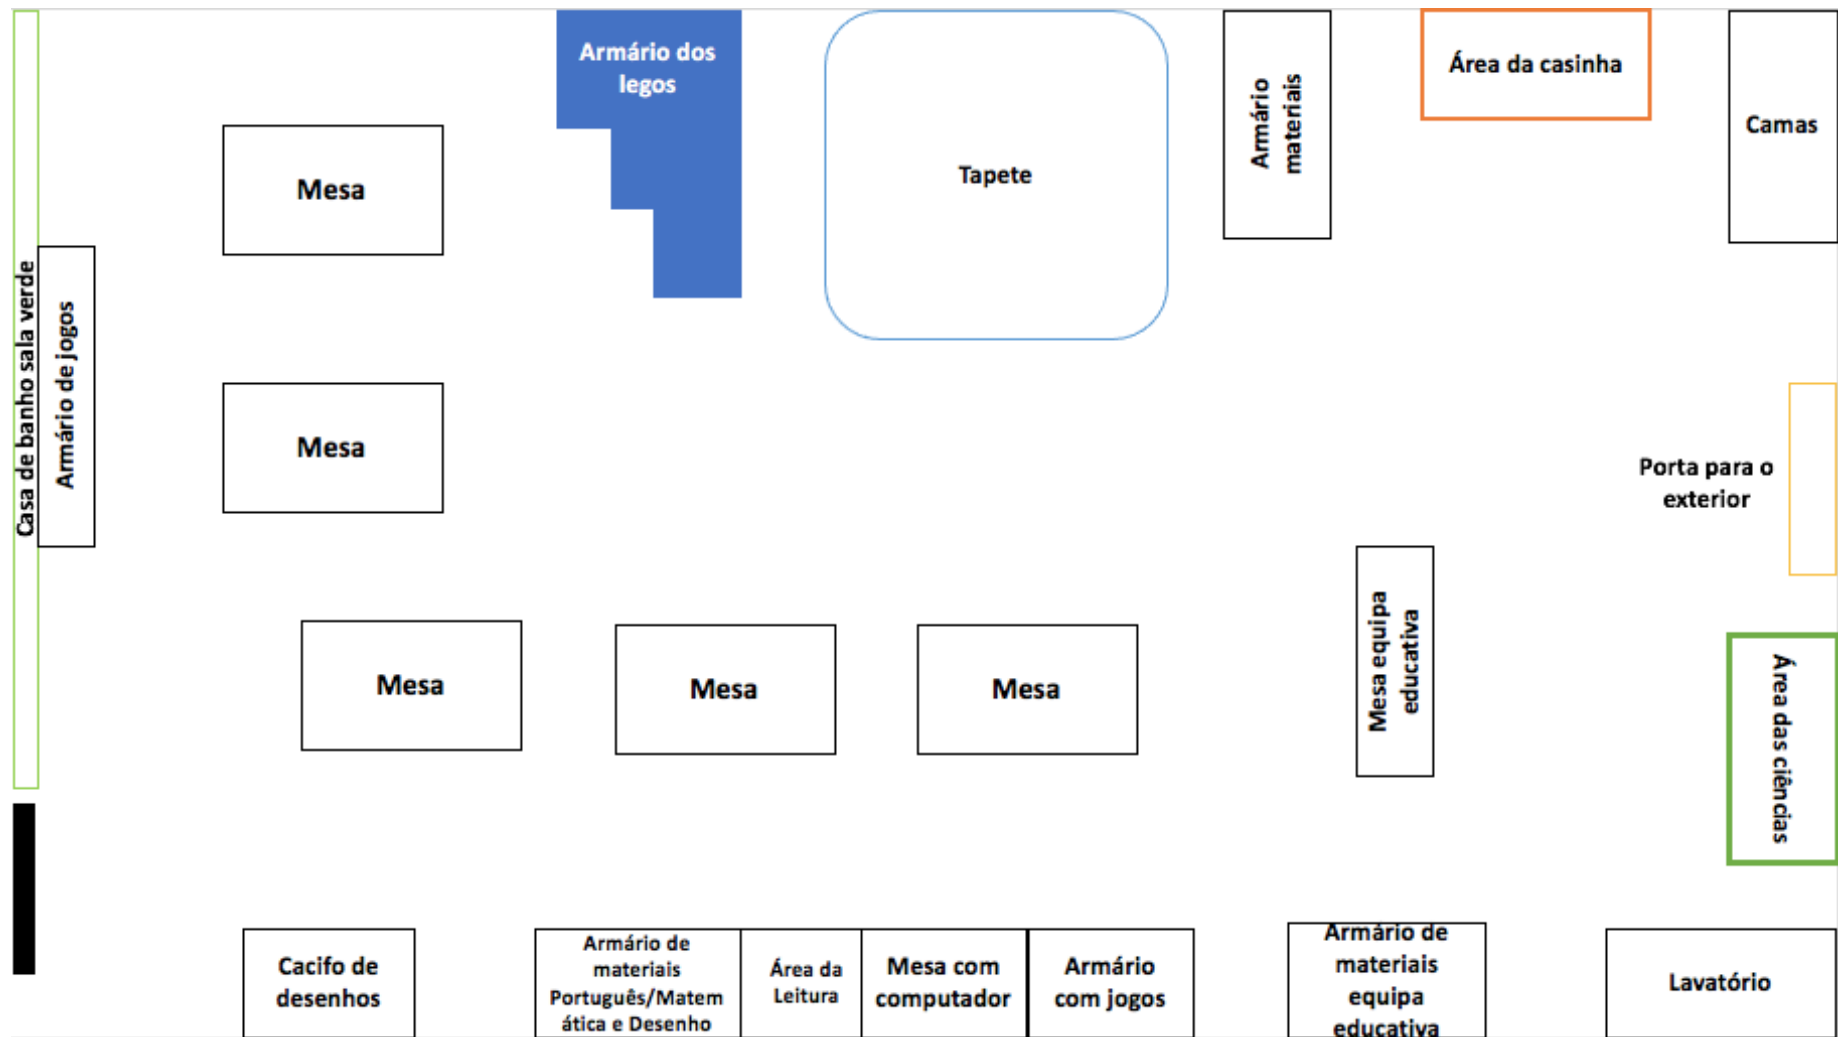 Armário dos
legos
Tapete
Armário
materiais
Área da casinha
Camas
Mesa
Casa de banho sala verde
Armário de jogos
Mesa
Porta para o
exterior
Mesa
Mesa
Mesa
Mesa equipa
educativa
Área das ciências
Cacifo de
desenhos
Armário de
materiais
Português/Matem
ática e Desenho
Área da
Leitura
Mesa com
computador
Armário
com jogos
Armário de
materiais
equipa
educativa
Lavatório